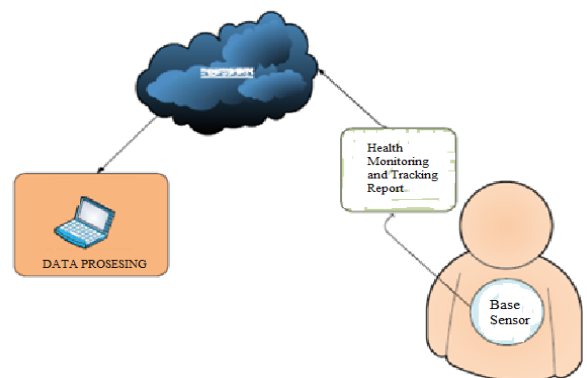 Health
Monitoring
and Tracking
Report
DATA PROSESING
Base
Sensor